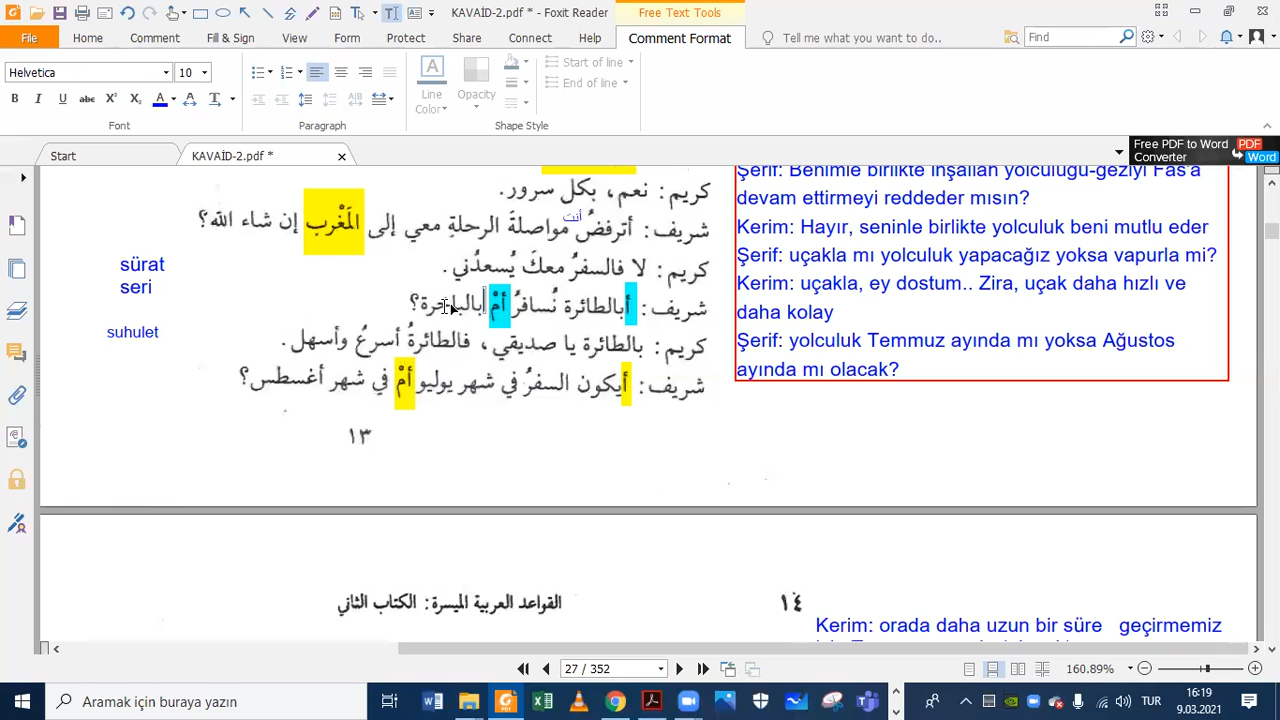 KAVAİD-2.pdf * - Foxit Reader
Free Text Tools
File
Home
Comment
Fill & Sign
View
Form
Protect
Share
Connect
Help
Comment Format
Tell me what you want to do..
Find
Helvetica
10
Start of line
End of line
Line Color
Opacity
Font
Paragraph
Shape Style
Start
KAVAİD-2.pdf *
Free PDF to Word Converter
PDF
Word
كريم: نعم، بكل سرور.
شريف: أترفضُ أنت مواصلةَ الرحلةِ معي إلى المَغْرب إن شاء الله؟
كريم: لا فالسفرُ معكَ يُسعدُني.
شريف: أبالطائرة نُسافرُ أمْ بالباخرة؟
كريم: بالطائرة يا صديقي، فالطائرةُ أسرعُ وأسهل.
شريف: أيكون السفرُ في شهر يوليو أمْ في شهر أغسطس؟
١٣
sürat
seri
suhulet
Şerif: Benimle birlikte inşallah yolculuğu-geziyi Fas'a
devam ettirmeyi reddeder mısın?
Kerim: Hayır, seninle birlikte yolculuk beni mutlu eder
Şerif: uçakla mı yolculuk yapacağız yoksa vapurla mi?
Kerim: uçakla, ey dostum.. Zira, uçak daha hızlı ve
daha kolay
Şerif: yolculuk Temmuz ayında mı yoksa Ağustos
ayında mı olacak?
١٤
القواعد العربية الميسرة: الكتاب الثاني
Kerim: orada daha uzun bir süre geçirmemiz
27 / 352
160.89%
Aramak için buraya yazın
TUR
16:19
9.03.2021